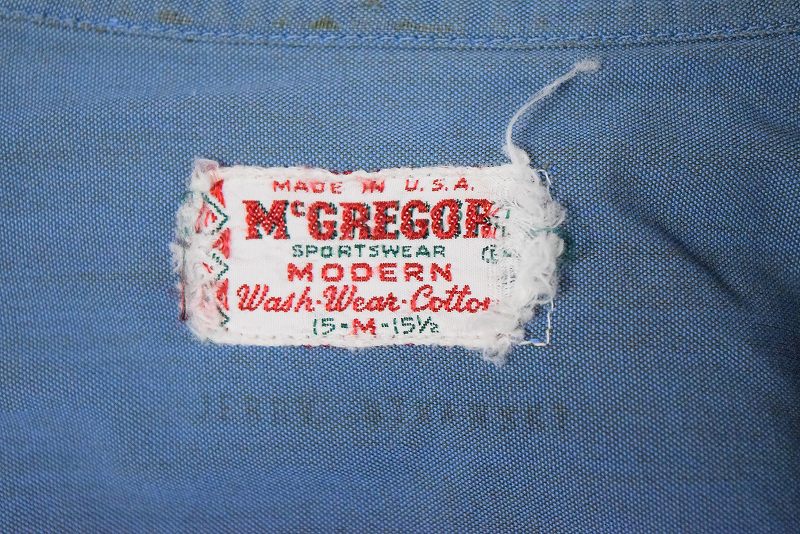 MADE IN U.S.A.
McGREGOR
SPORTSWEAR
MODERN
Wash-Wear-Cotton
15-M-15½